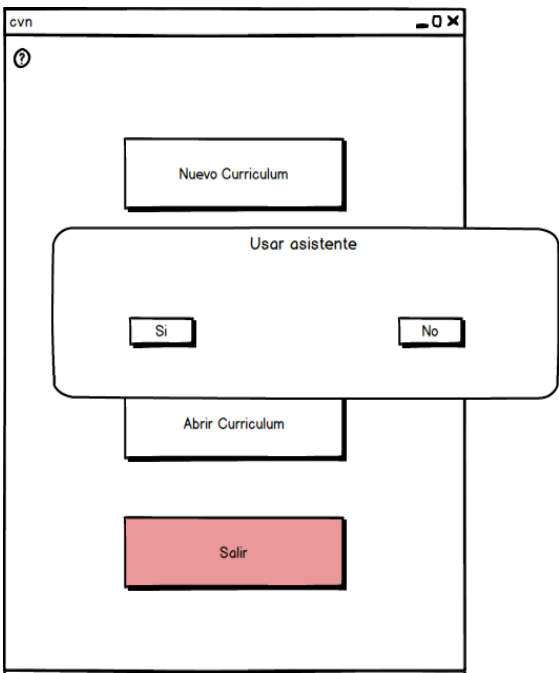 cvn
?
Nuevo Curriculum
Usar asistente
Si
No
Abrir Curriculum
Salir